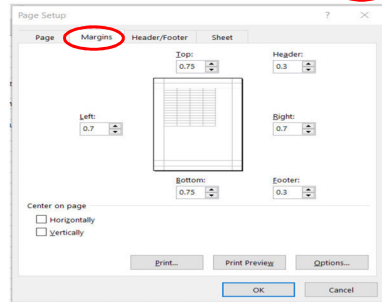 Page Setup ? ×
Page Margins Header/Footer Sheet
Top: Header:
0.75 0.3
Left: Right:
0.7 0.7
Bottom: Footer:
0.75 0.3
Center on page
Horizontally
Vertically
Print... Print Preview Options...
OK Cancel